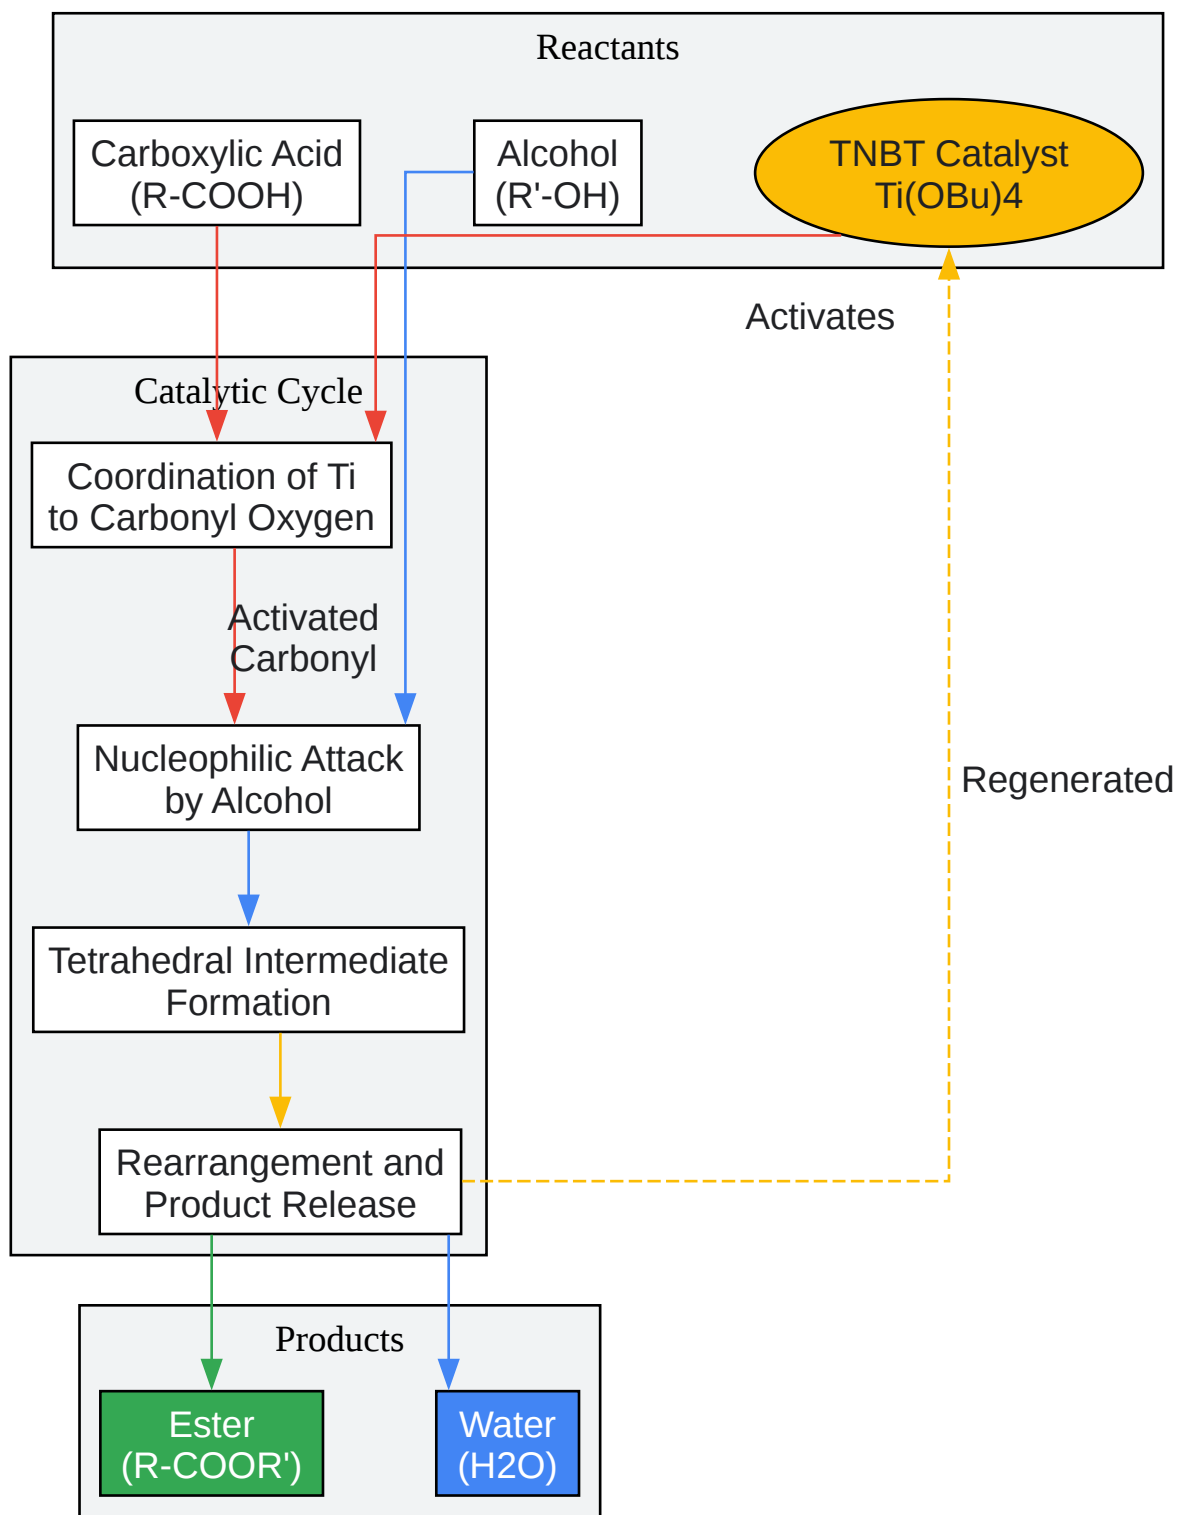 Reactants
Carboxylic Acid
(R-COOH)
Alcohol
(R'-OH)
TNBT Catalyst
Ti(OBu)4
Activates
Catalytic Cycle
Coordination of Ti
to Carbonyl Oxygen
Activated
Carbonyl
Nucleophilic Attack
by Alcohol
Regenerated
Tetrahedral Intermediate
Formation
Rearrangement and
Product Release
Products
Ester
(R-COOR')
Water
(H2O)